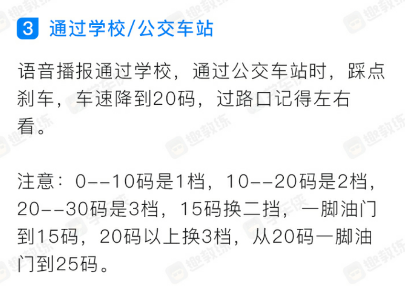 3 通过学校/公交车站
语音播报通过学校，通过公交车站时，踩点
刹车，车速降到20码，过路口记得左右
看。
注意：0--10码是1档，10--20码是2档，
20--30码是3档，15码换二挡，一脚油门
到15码，20码以上换3档，从20码一脚油
门到25码。